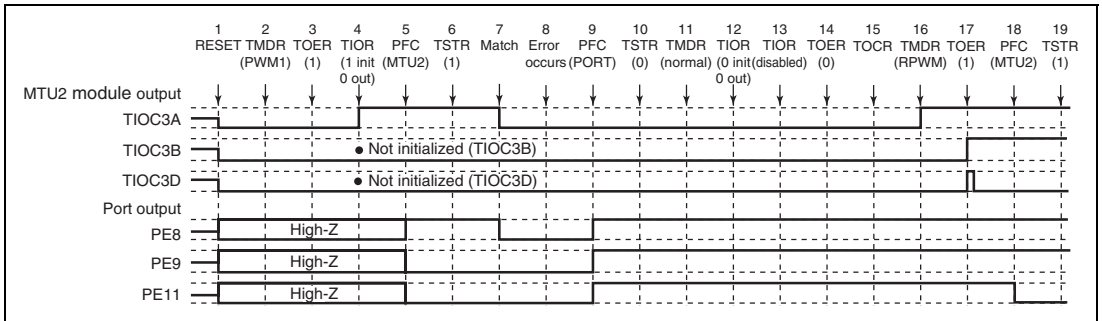 1 2 3 4 5 6 7 8 9 10 11 12 13 14 15 16 17 18 19
RESET TMDR TOER TIOR PFC TSTR Match Error PFC TSTR TMDR TIOR TIOR TOER TOCR TMDR TOER PFC TSTR
(PWM1) (1) (1 init (MTU2) (1) occurs (PORT) (0) (normal) (0 init (disabled) (0) (RPWM) (1) (MTU2) (1)
0 out) 0 out)
MTU2 module output
TIOC3A
TIOC3B • Not initialized (TIOC3B)
TIOC3D • Not initialized (TIOC3D)
Port output
PE8 High-Z
PE9 High-Z
PE11 High-Z